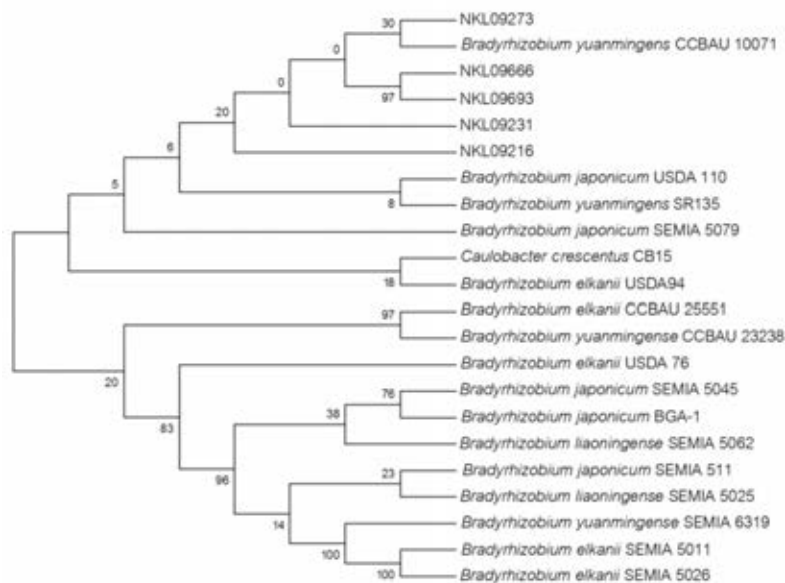 30
NKL09273
Bradyrhizobium yuanmingens CCBAU 10071
0
NKL09666
97
NKL09693
0
NKL09231
20
NKL09216
6
Bradyrhizobium japonicum USDA 110
5
8
Bradyrhizobium yuanmingens SR135
Bradyrhizobium japonicum SEMIA 5079
Caulobacter crescentus CB15
18
Bradyrhizobium elkanii USDA94
97
Bradyrhizobium elkanii CCBAU 25551
Bradyrhizobium yuanmingense CCBAU 23238
20
Bradyrhizobium elkanii USDA 76
76
Bradyrhizobium japonicum SEMIA 5045
38
Bradyrhizobium japonicum BGA-1
83
Bradyrhizobium liaoningense SEMIA 5062
96
23
Bradyrhizobium japonicum SEMIA 511
Bradyrhizobium liaoningense SEMIA 5025
14
Bradyrhizobium yuanmingense SEMIA 6319
100
Bradyrhizobium elkanii SEMIA 5011
100
Bradyrhizobium elkanii SEMIA 5026